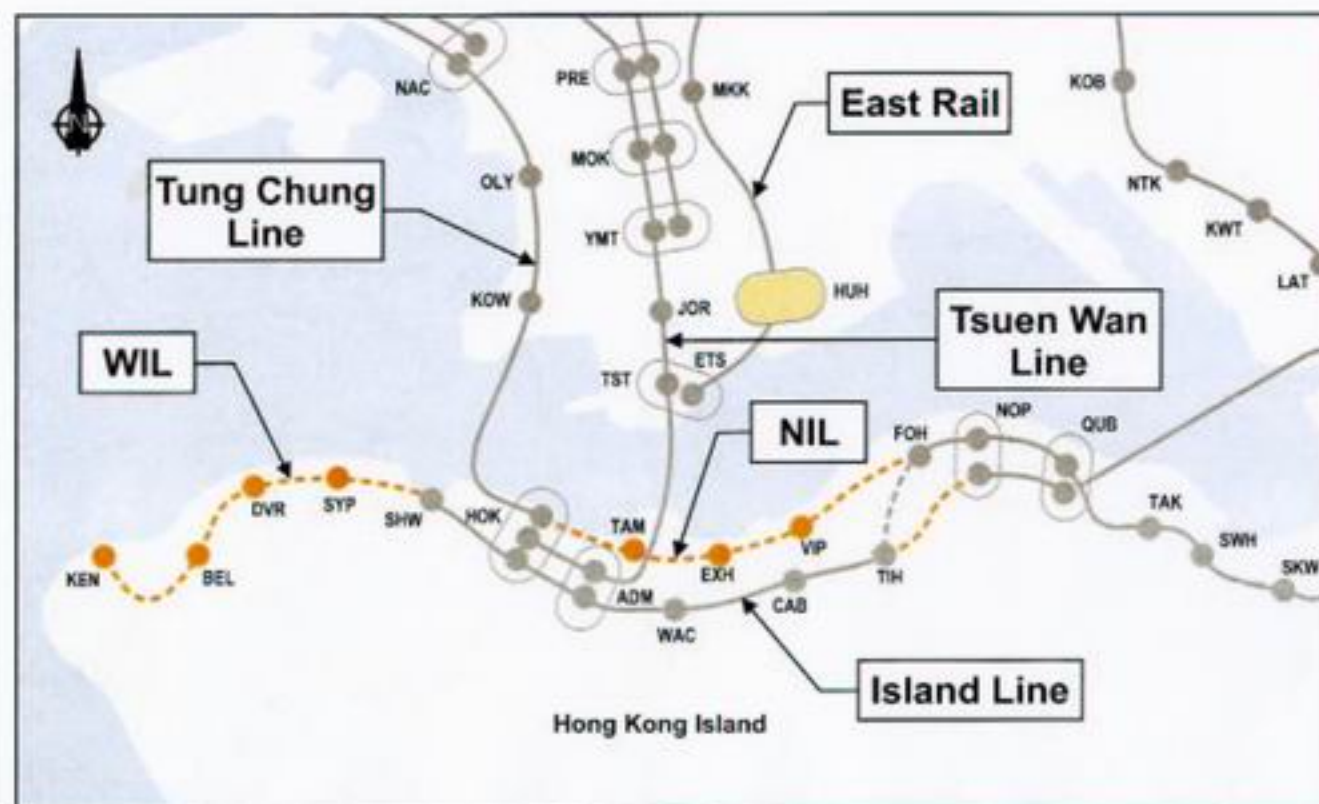 NAC
PRE
MKK
East Rail
KOB
MOK
OLY
NTK
Tung Chung
Line
YMT
KWT
LAT
KOW
JOR
HUH
Tsuen Wan
Line
WIL
TST
ETS
NIL
FOH
NOP
QUB
DVR
SYP
SHW
HOK
TAM
VIP
TAK
SWH
KEN
BEL
EXH
TIH
SKW
ADM
CAB
WAC
Island Line
Hong Kong Island
N